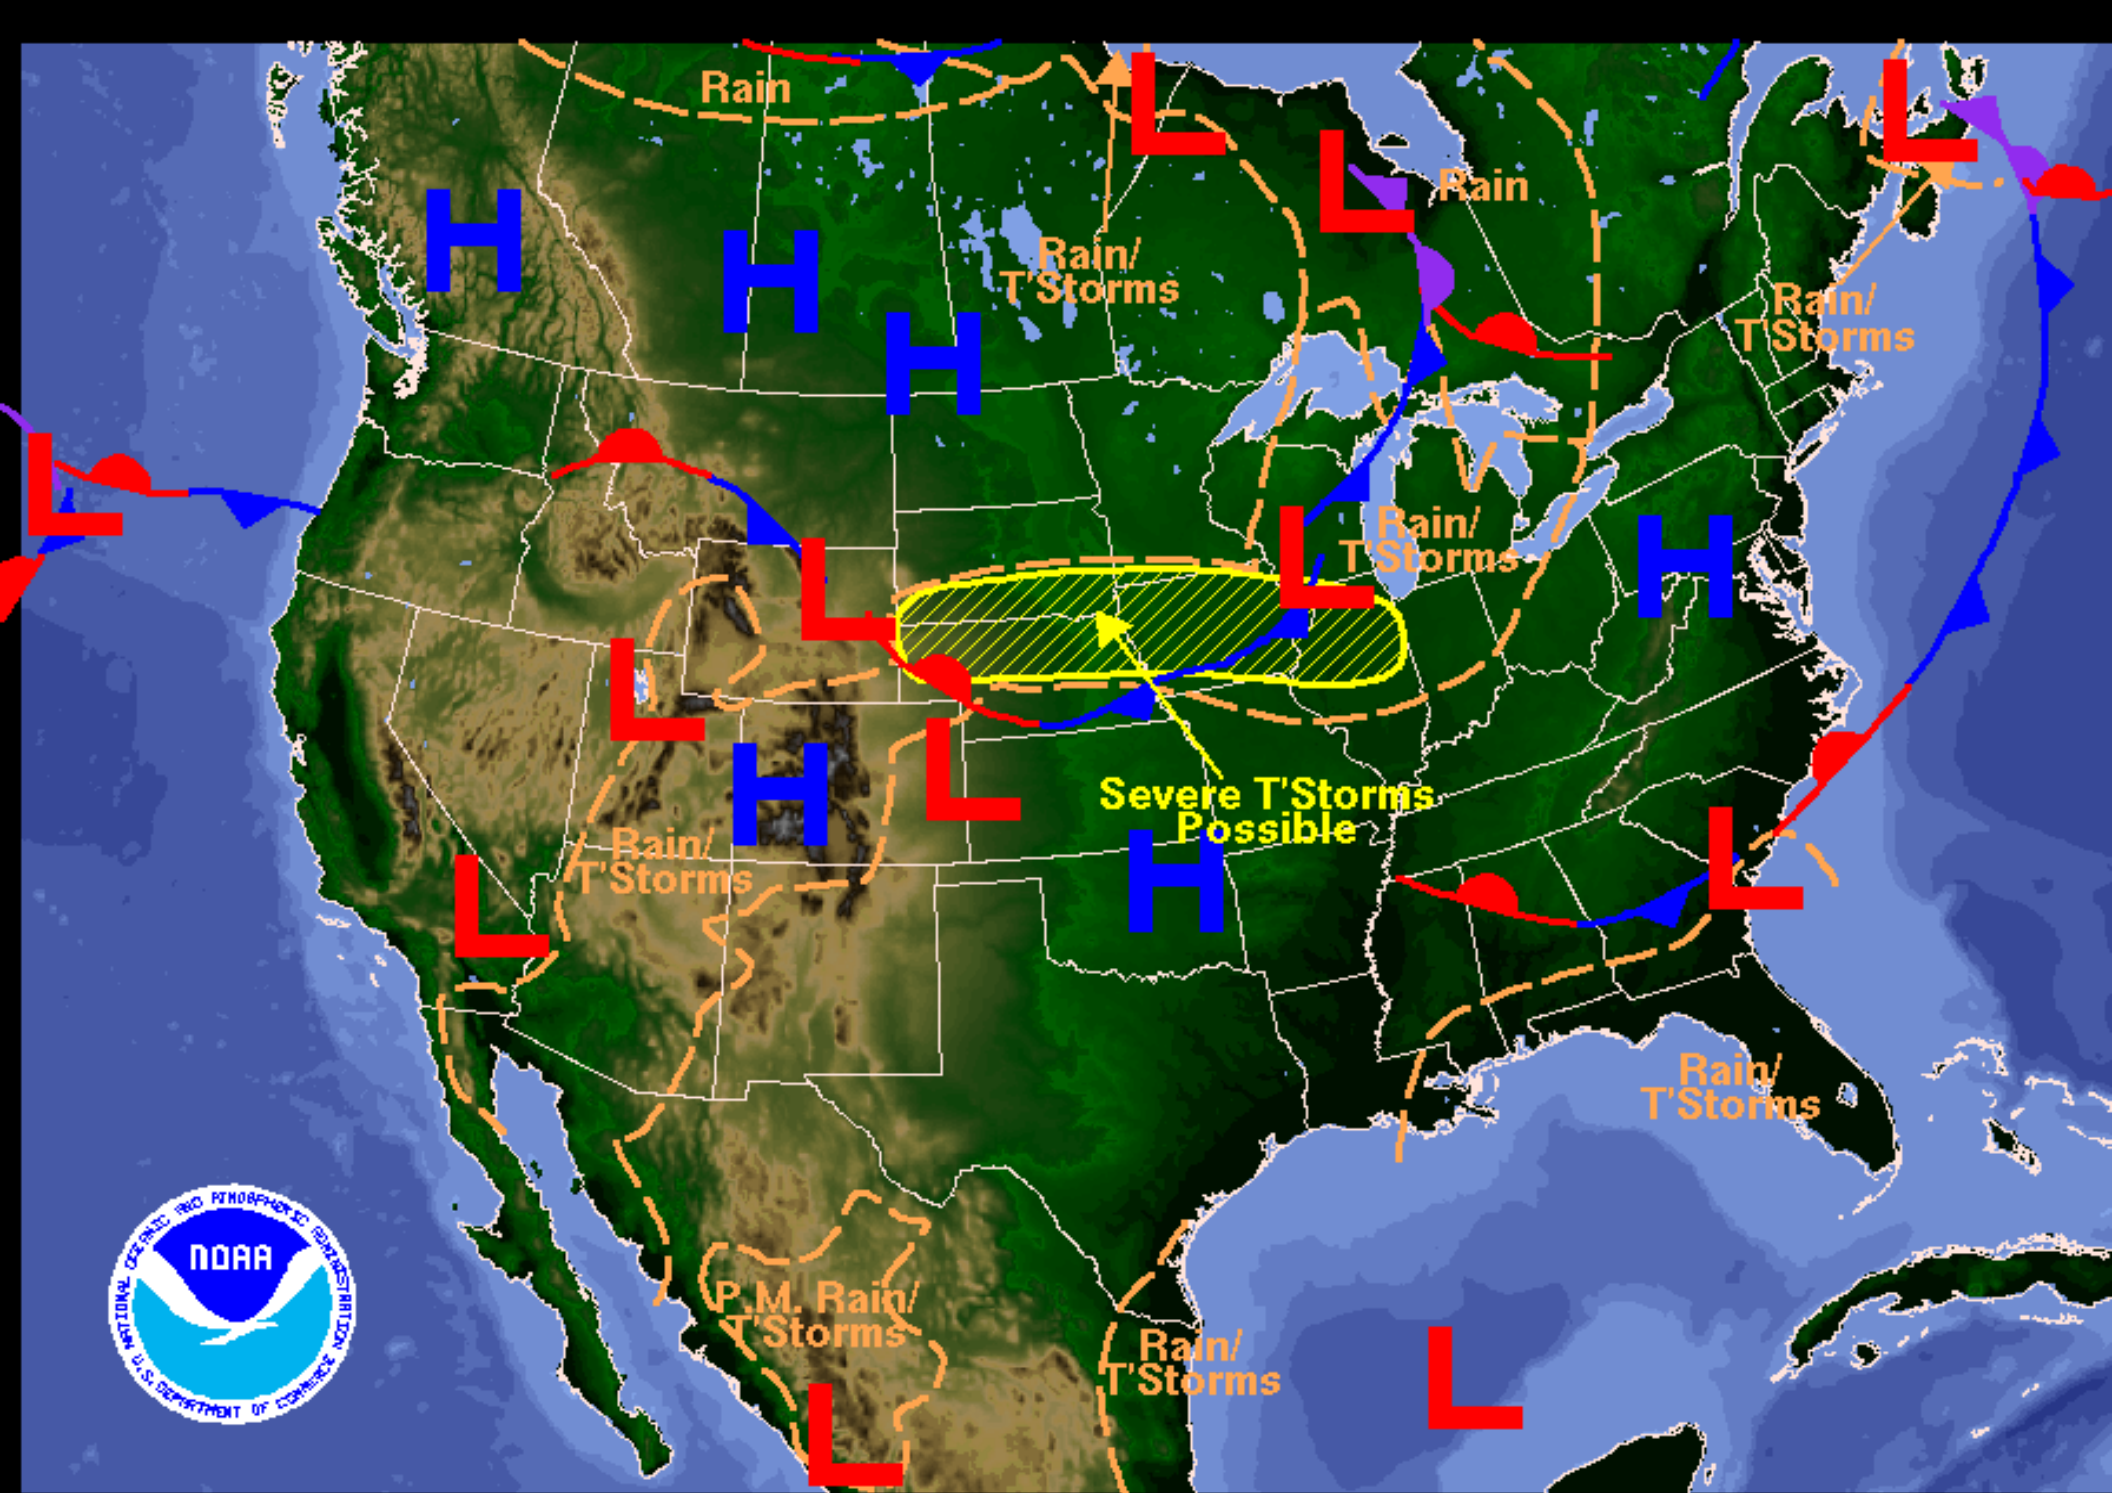 Rain
H
H
H
L
L
Rain
L
Rain/
T'Storms
Rain/
T'Storms
L
L
Rain/
T'Storms
L
H
L
L
H
L
Severe T'Storms
Possible
Rain/
T'Storms
L
H
L
Rain/
T'Storms
NATIONAL OCEANIC AND ATMOSPHERIC ADMINISTRATION
NOAA
U.S. DEPARTMENT OF COMMERCE
P.M. Rain/
T'Storms
Rain/
T'Storms
L
L